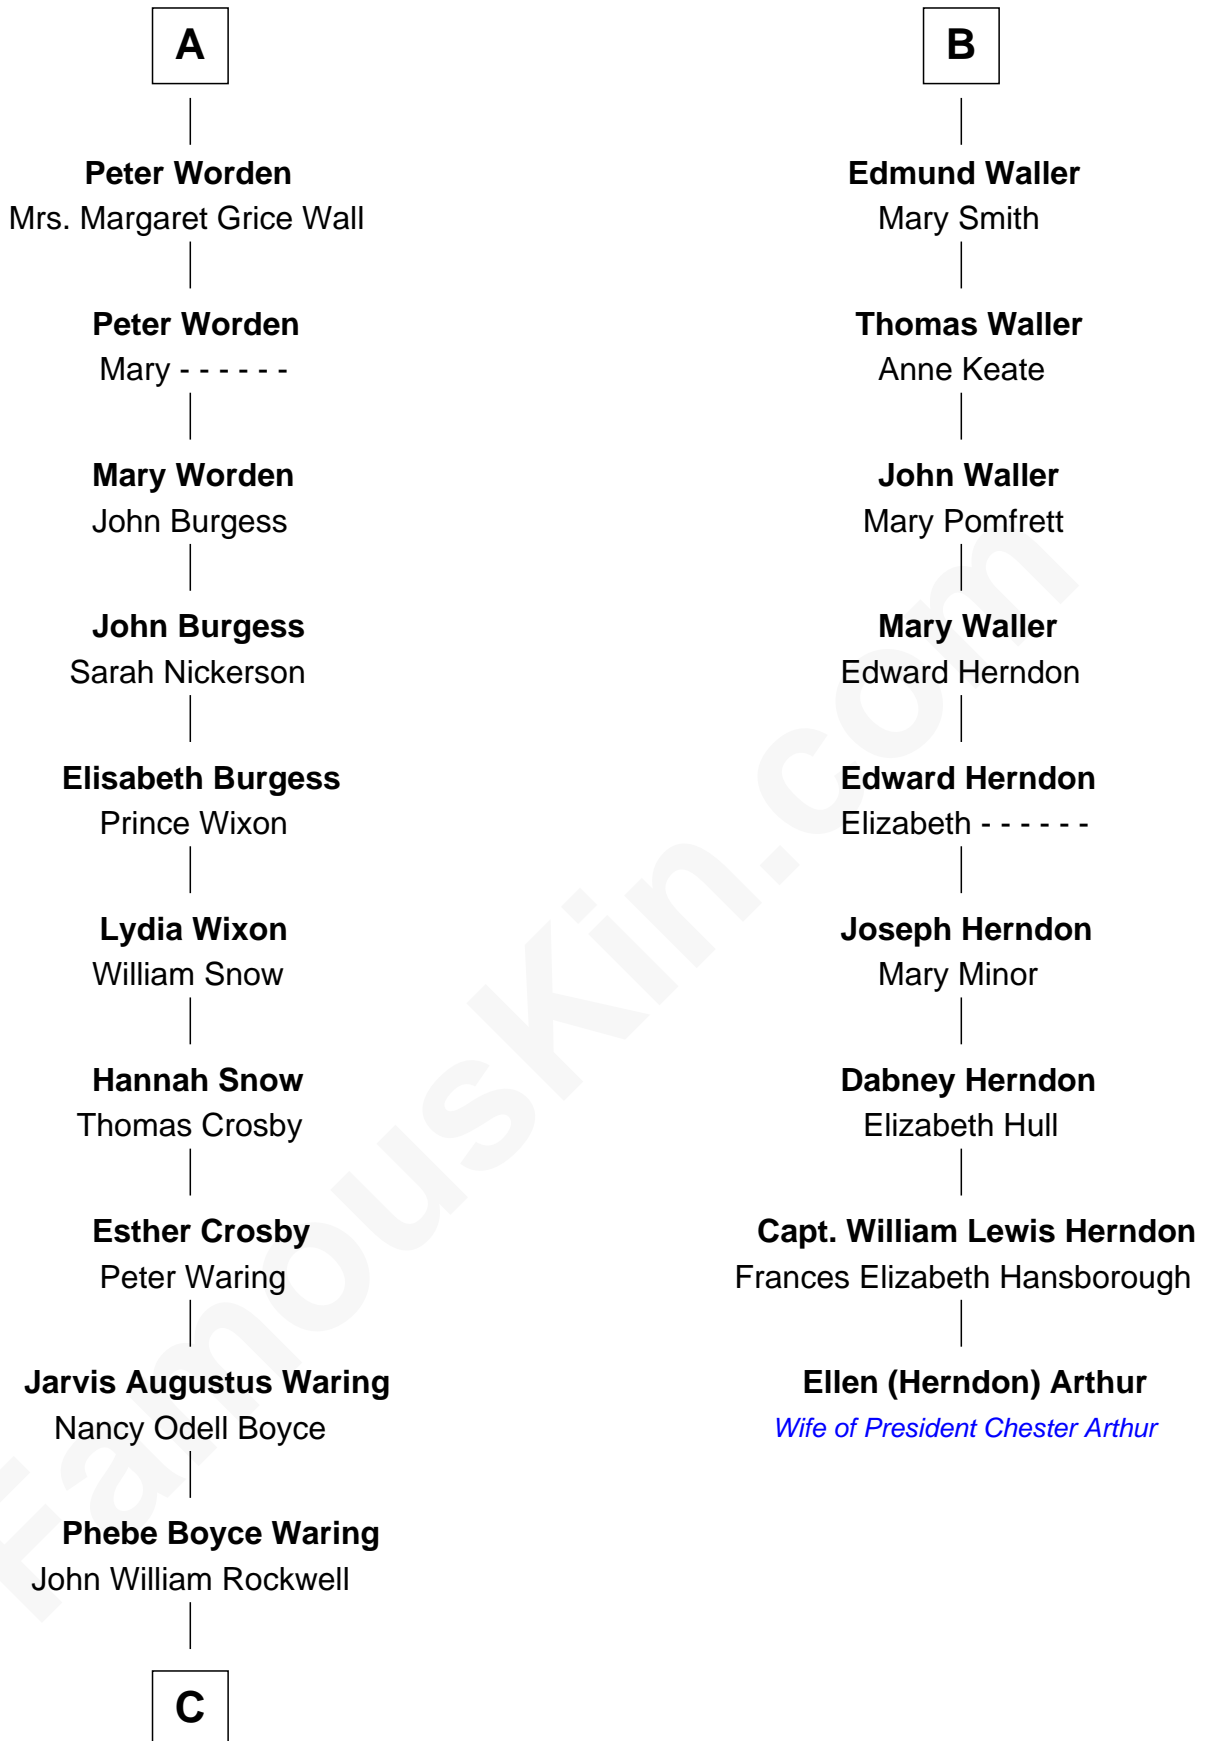 A
Peter Worden
Mrs. Margaret Grice Wall
Peter Worden
Mary - - - - - -
Mary Worden
John Burgess
John Burgess
Sarah Nickerson
Elisabeth Burgess
Prince Wixon
Lydia Wixon
William Snow
Hannah Snow
Thomas Crosby
Esther Crosby
Peter Waring
Jarvis Augustus Waring
Nancy Odell Boyce
Phebe Boyce Waring
John William Rockwell
C
B
Edmund Waller
Mary Smith
Thomas Waller
Anne Keate
John Waller
Mary Pomfrett
Mary Waller
Edward Herndon
Edward Herndon
Elizabeth - - - - - -
Joseph Herndon
Mary Minor
Dabney Herndon
Elizabeth Hull
Capt. William Lewis Herndon
Frances Elizabeth Hansborough
Ellen (Herndon) Arthur
Wife of President Chester Arthur
FamousKin.com